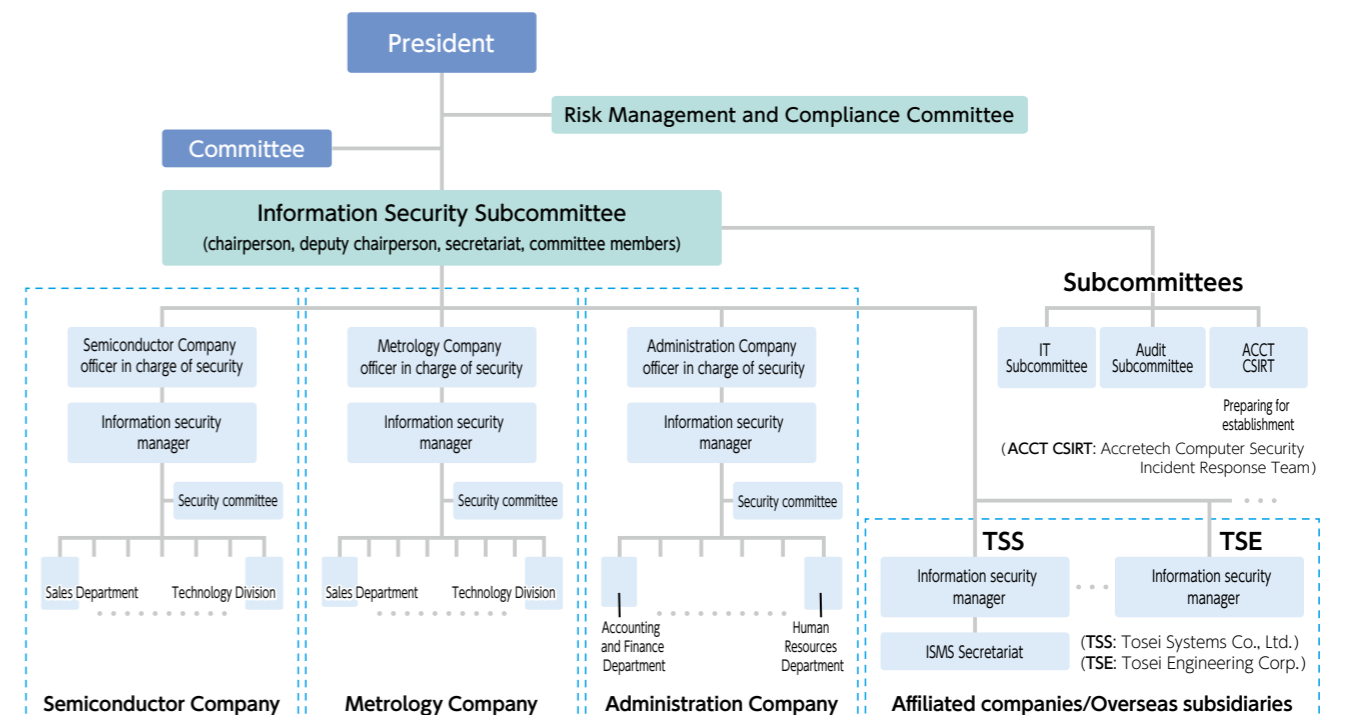 President
Risk Management and Compliance Committee
Committee
Information Security Subcommittee
(chairperson, deputy chairperson, secretariat, committee members)
Subcommittees
IT
Subcommittee
Audit
Subcommittee
ACCT
CSIRT
Preparing for
establishment
(ACCT CSIRT: Accretech Computer Security
Incident Response Team)
Semiconductor Company
officer in charge of security
Information security
manager
Security committee
Sales Department
Technology Division
Semiconductor Company
Metrology Company
officer in charge of security
Information security
manager
Security committee
Sales Department
Technology Division
Metrology Company
Administration Company
officer in charge of security
Information security
manager
Security committee
Accounting
and Finance
Department
Human
Resources
Department
Administration Company
TSS
Information security
manager
ISMS Secretariat
TSE
Information security
manager
(TSS: Tosei Systems Co., Ltd.)
(TSE: Tosei Engineering Corp.)
Affiliated companies/Overseas subsidiaries